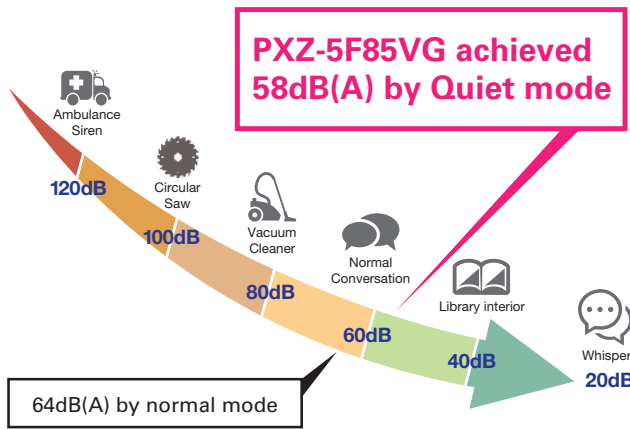 PXZ-5F85VG achieved
58dB(A) by Quiet mode
Ambulance
Siren
120dB
Circular
Saw
100dB
Vacuum
Cleaner
80dB
Normal
Conversation
60dB
Library interior
40dB
Whisper
20dB
64dB(A) by normal mode